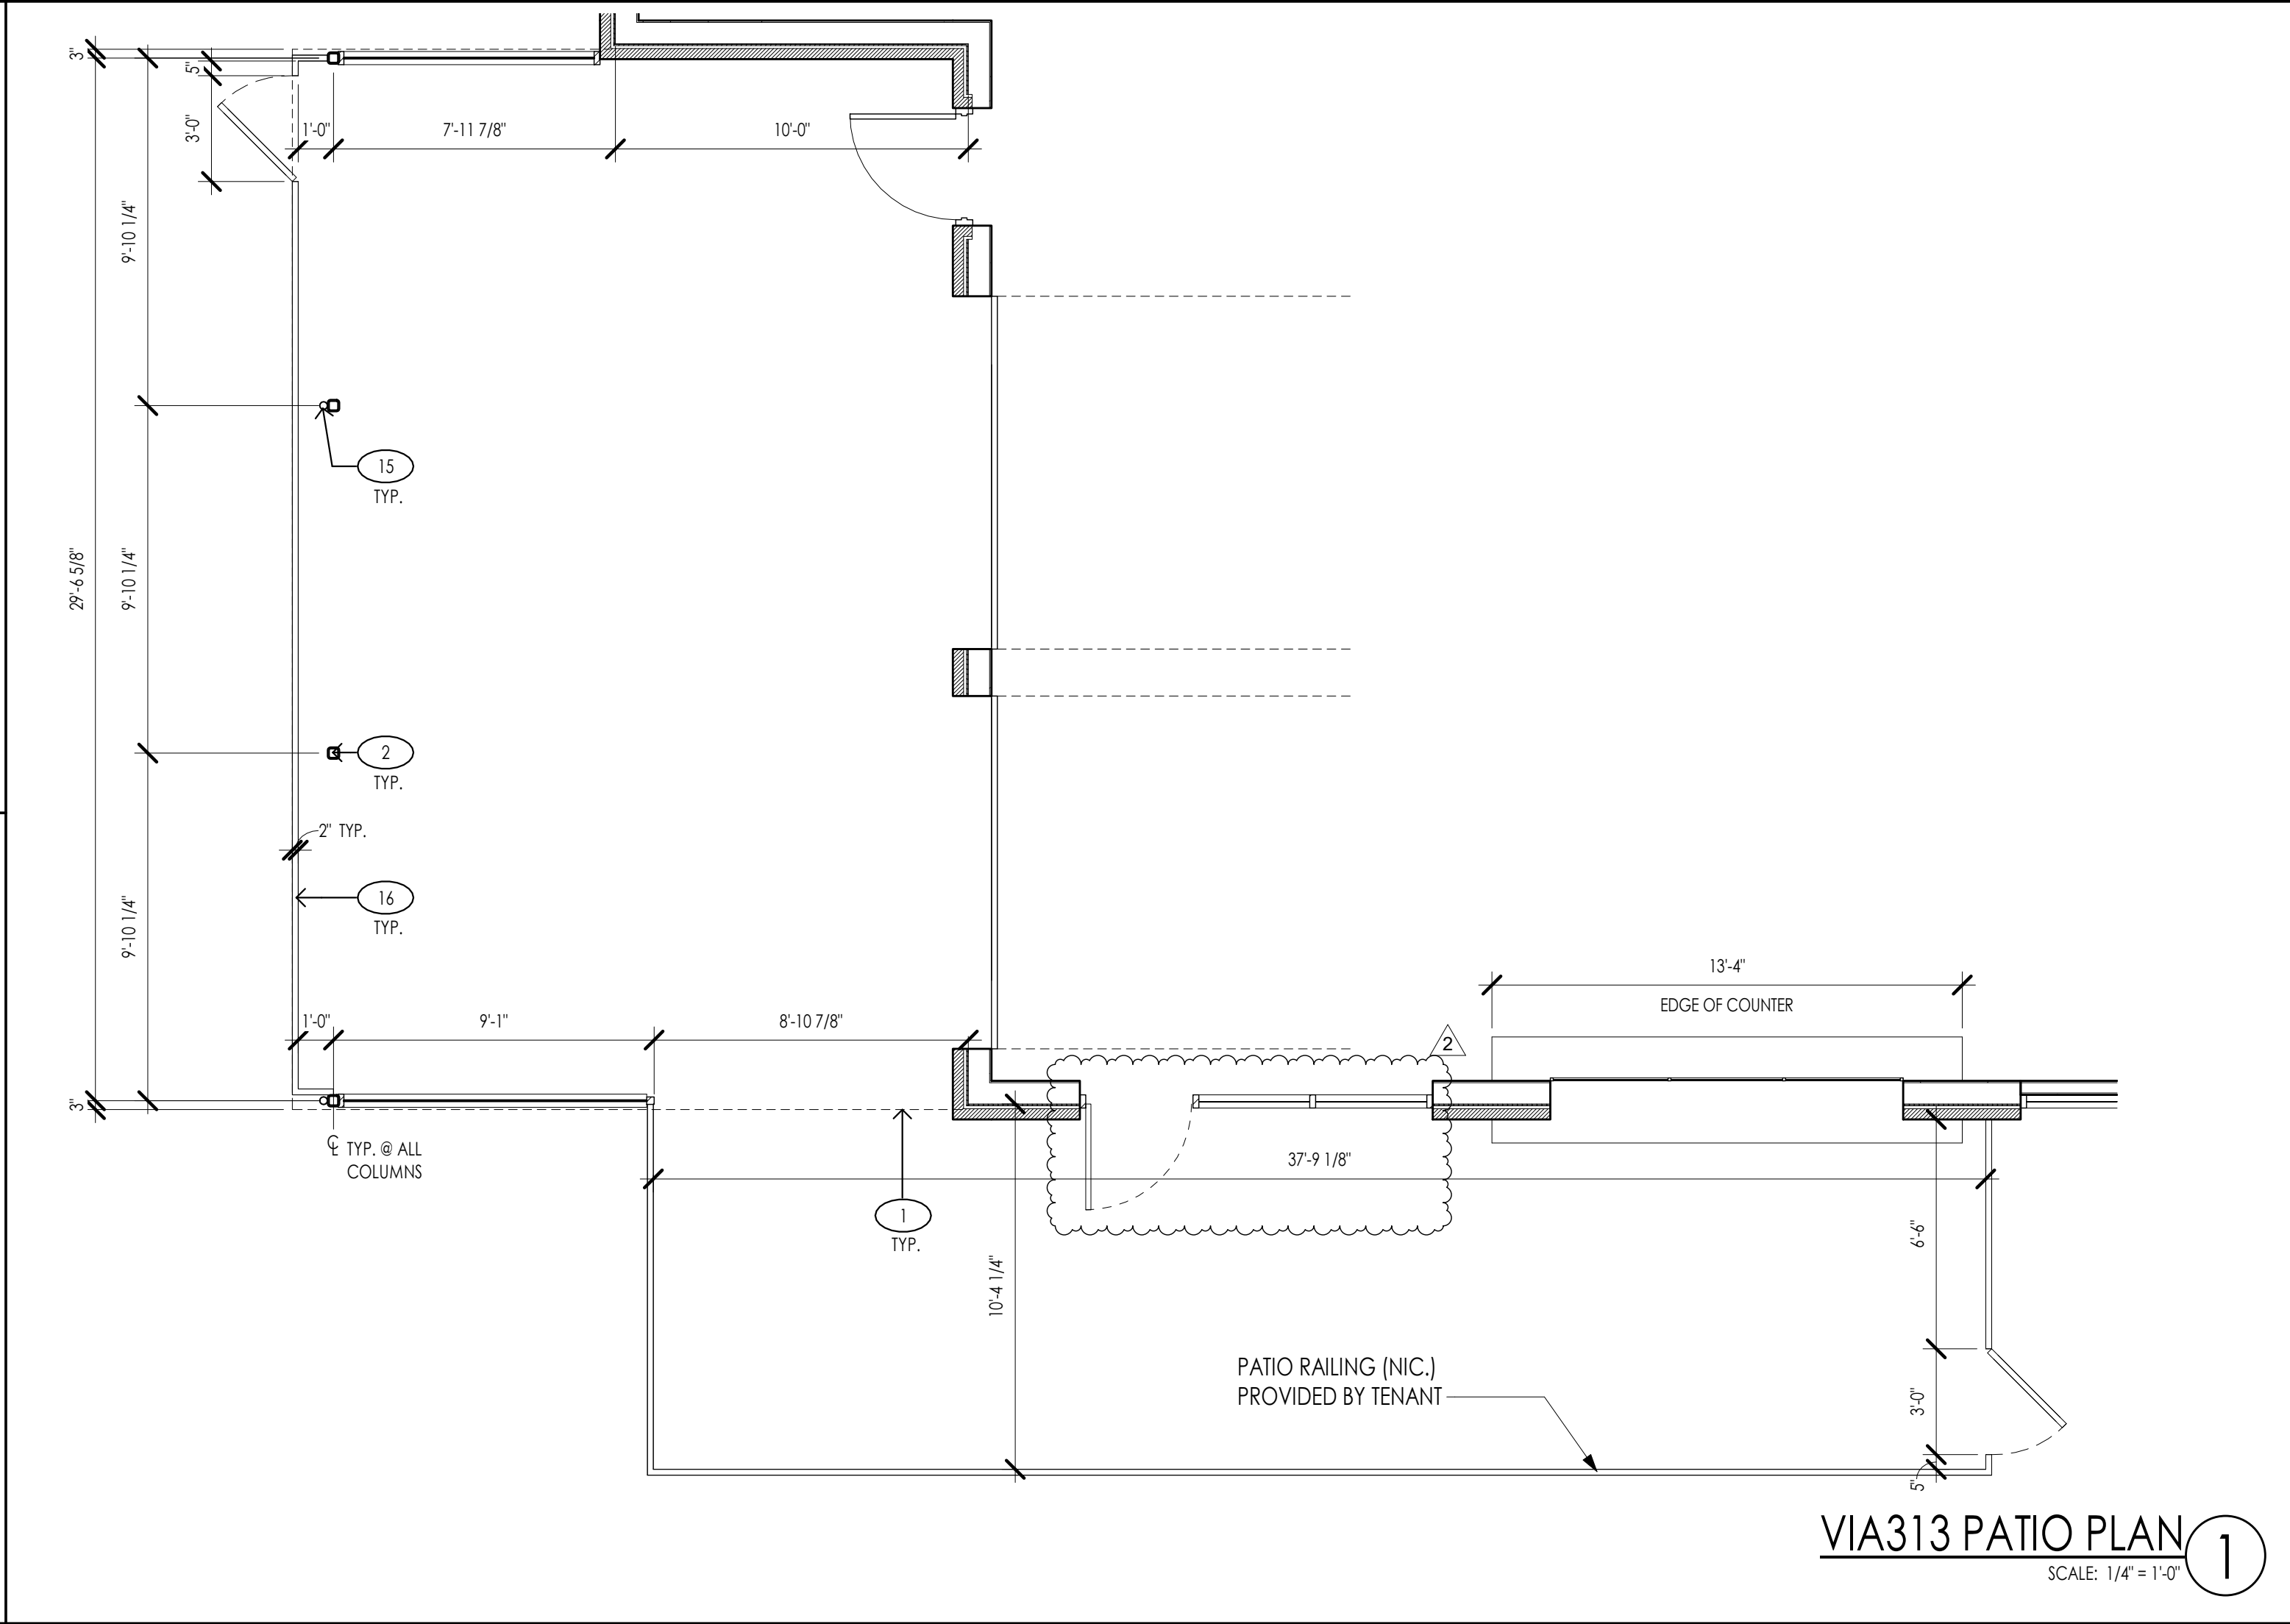 3"
5"
3'-0"
1'-0"
7'-11 7/8"
10'-0"
9'-10 1/4"
15
TYP.
29'-6 5/8"
9'-10 1/4"
2
TYP.
2" TYP.
16
TYP.
9'-10 1/4"
13'-4"
EDGE OF COUNTER
1'-0"
9'-1"
8'-10 7/8"
2
3"
℄ TYP. @ ALL
COLUMNS
37'-9 1/8"
1
TYP.
10'-4 1/4"
6'-6"
PATIO RAILING (NIC.)
PROVIDED BY TENANT
3'-0"
5"
VIA313 PATIO PLAN
1
SCALE: 1/4" = 1'-0"